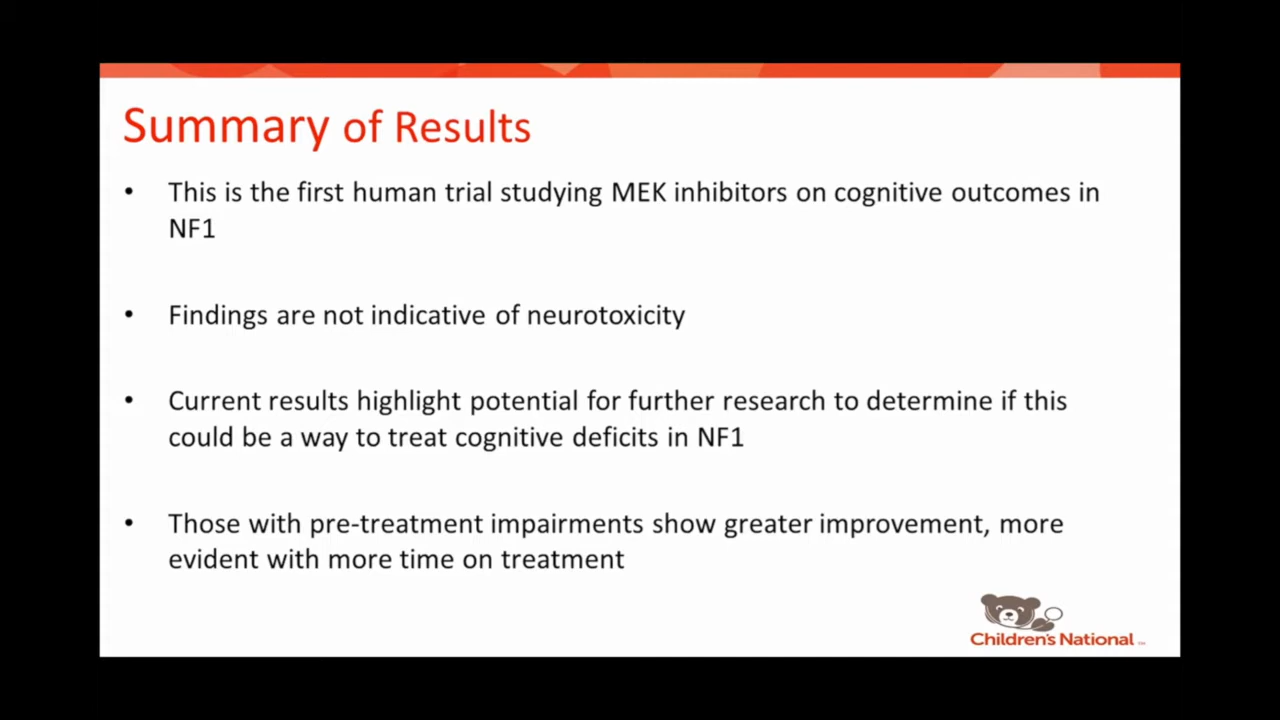 Summary of Results
• This is the first human trial studying MEK inhibitors on cognitive outcomes in
NF1
• Findings are not indicative of neurotoxicity
• Current results highlight potential for further research to determine if this
could be a way to treat cognitive deficits in NF1
• Those with pre-treatment impairments show greater improvement, more
evident with more time on treatment
Children's National